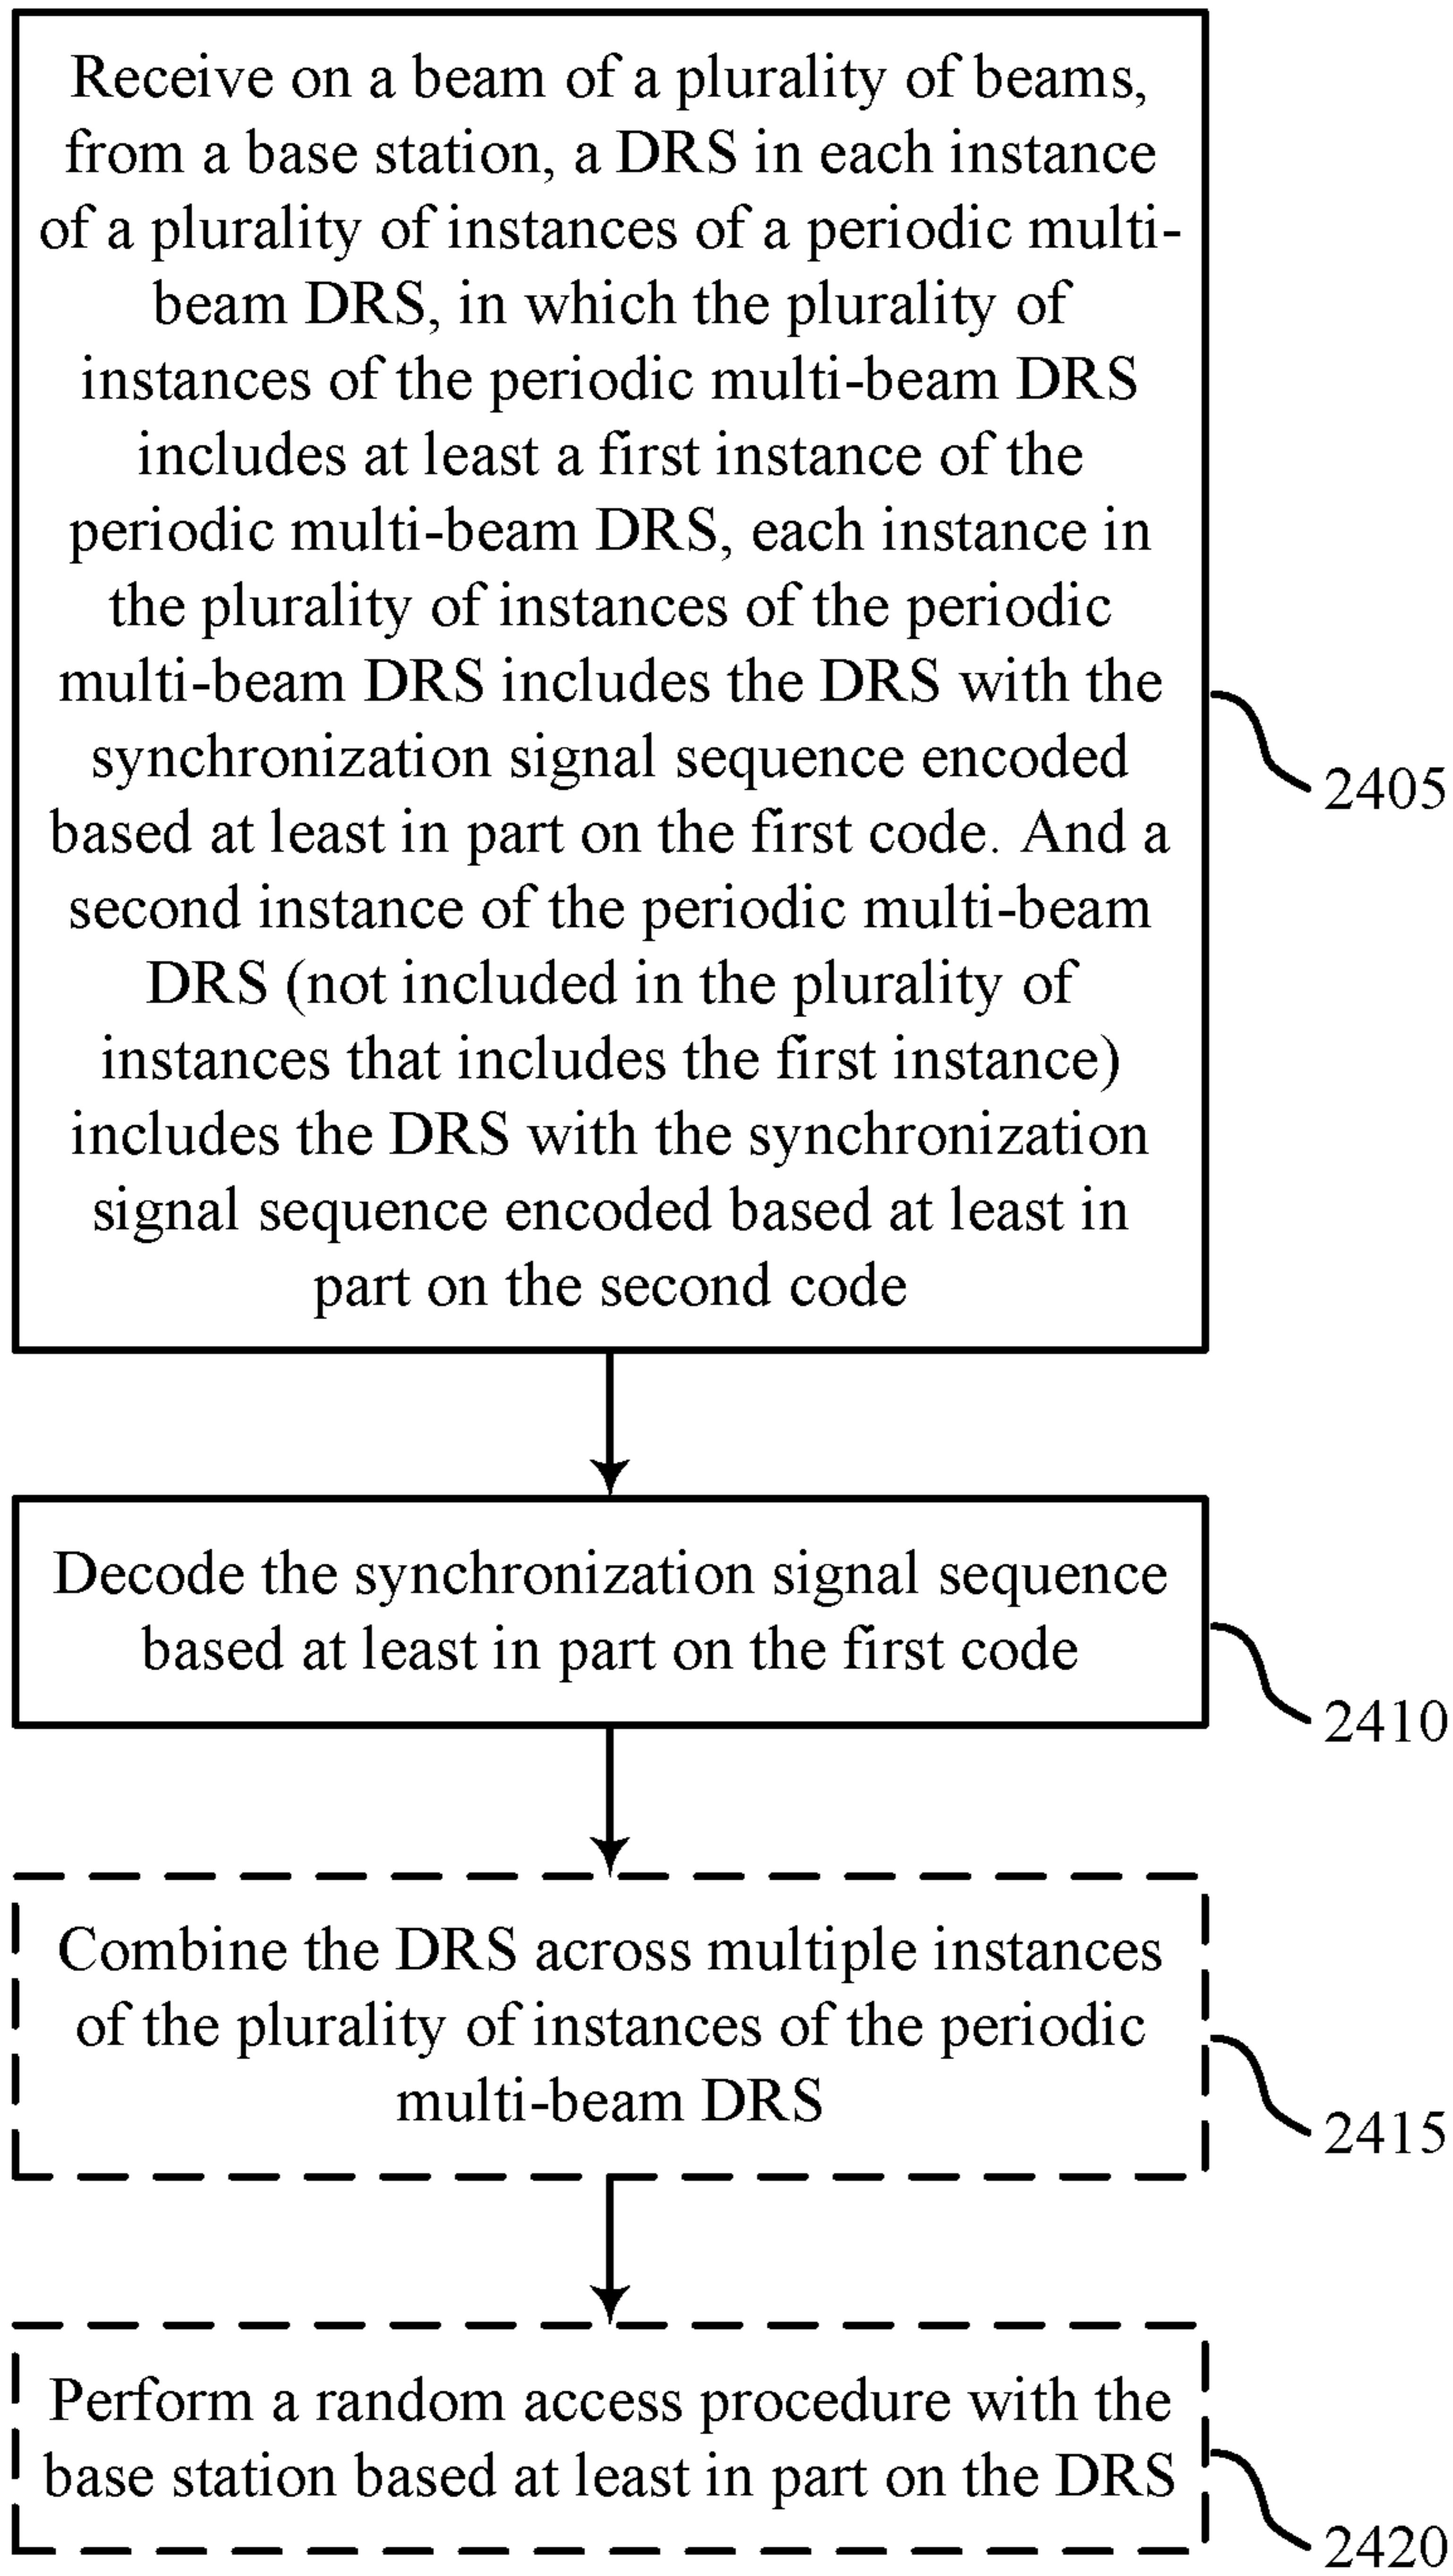 Receive on a beam of a plurality of beams,
from a base station, a DRS in each instance
of a plurality of instances of a periodic multi-
beam DRS, in which the plurality of
instances of the periodic multi-beam DRS
includes at least a first instance of the
periodic multi-beam DRS, each instance in
the plurality of instances of the periodic
multi-beam DRS includes the DRS with the
synchronization signal sequence encoded
based at least in part on the first code. And a
second instance of the periodic multi-beam
DRS (not included in the plurality of
instances that includes the first instance)
includes the DRS with the synchronization
signal sequence encoded based at least in
part on the second code
2405
Decode the synchronization signal sequence
based at least in part on the first code
2410
Combine the DRS across multiple instances
of the plurality of instances of the periodic
multi-beam DRS
2415
Perform a random access procedure with the
base station based at least in part on the DRS
2420